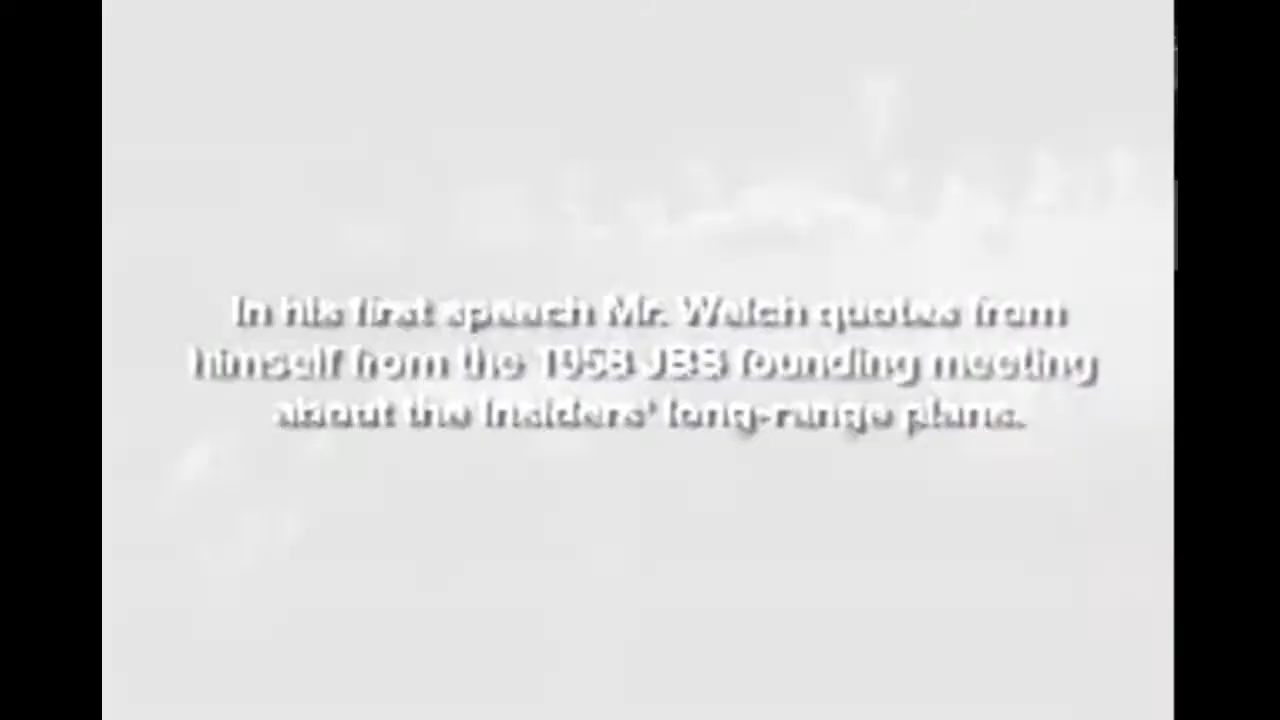 In his first speech Mr. Welch quotes from
himself from the 1958 JBS founding meeting
about the Insiders' long-range plans.